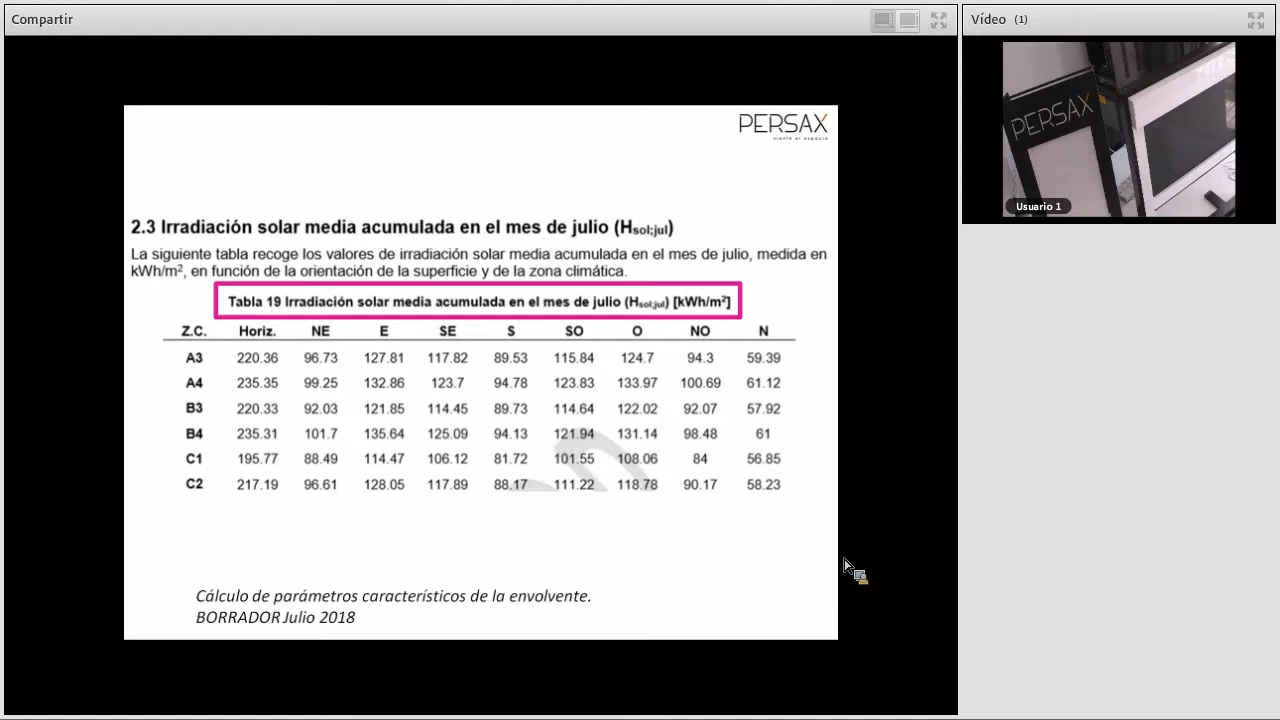 Compartir
Vídeo (1)
PERSAX
Usuario 1
PERSAX
siente el espacio
2.3 Irradiación solar media acumulada en el mes de julio (Hsol;jul)
La siguiente tabla recoge los valores de irradiación solar media acumulada en el mes de julio, medida en
kWh/m², en función de la orientación de la superficie y de la zona climática.
Tabla 19 Irradiación solar media acumulada en el mes de julio (Hsol;jul) [kWh/m²]
Z.C. Horiz. NE E SE S SO O NO N
A3 220.36 96.73 127.81 117.82 89.53 115.84 124.7 94.3 59.39
A4 235.35 99.25 132.86 123.7 94.78 123.83 133.97 100.69 61.12
B3 220.33 92.03 121.85 114.45 89.73 114.64 122.02 92.07 57.92
B4 235.31 101.7 135.64 125.09 94.13 121.94 131.14 98.48 61
C1 195.77 88.49 114.47 106.12 81.72 101.55 108.06 84 56.85
C2 217.19 96.61 128.05 117.89 88.17 111.22 118.78 90.17 58.23
Cálculo de parámetros característicos de la envolvente.
BORRADOR Julio 2018